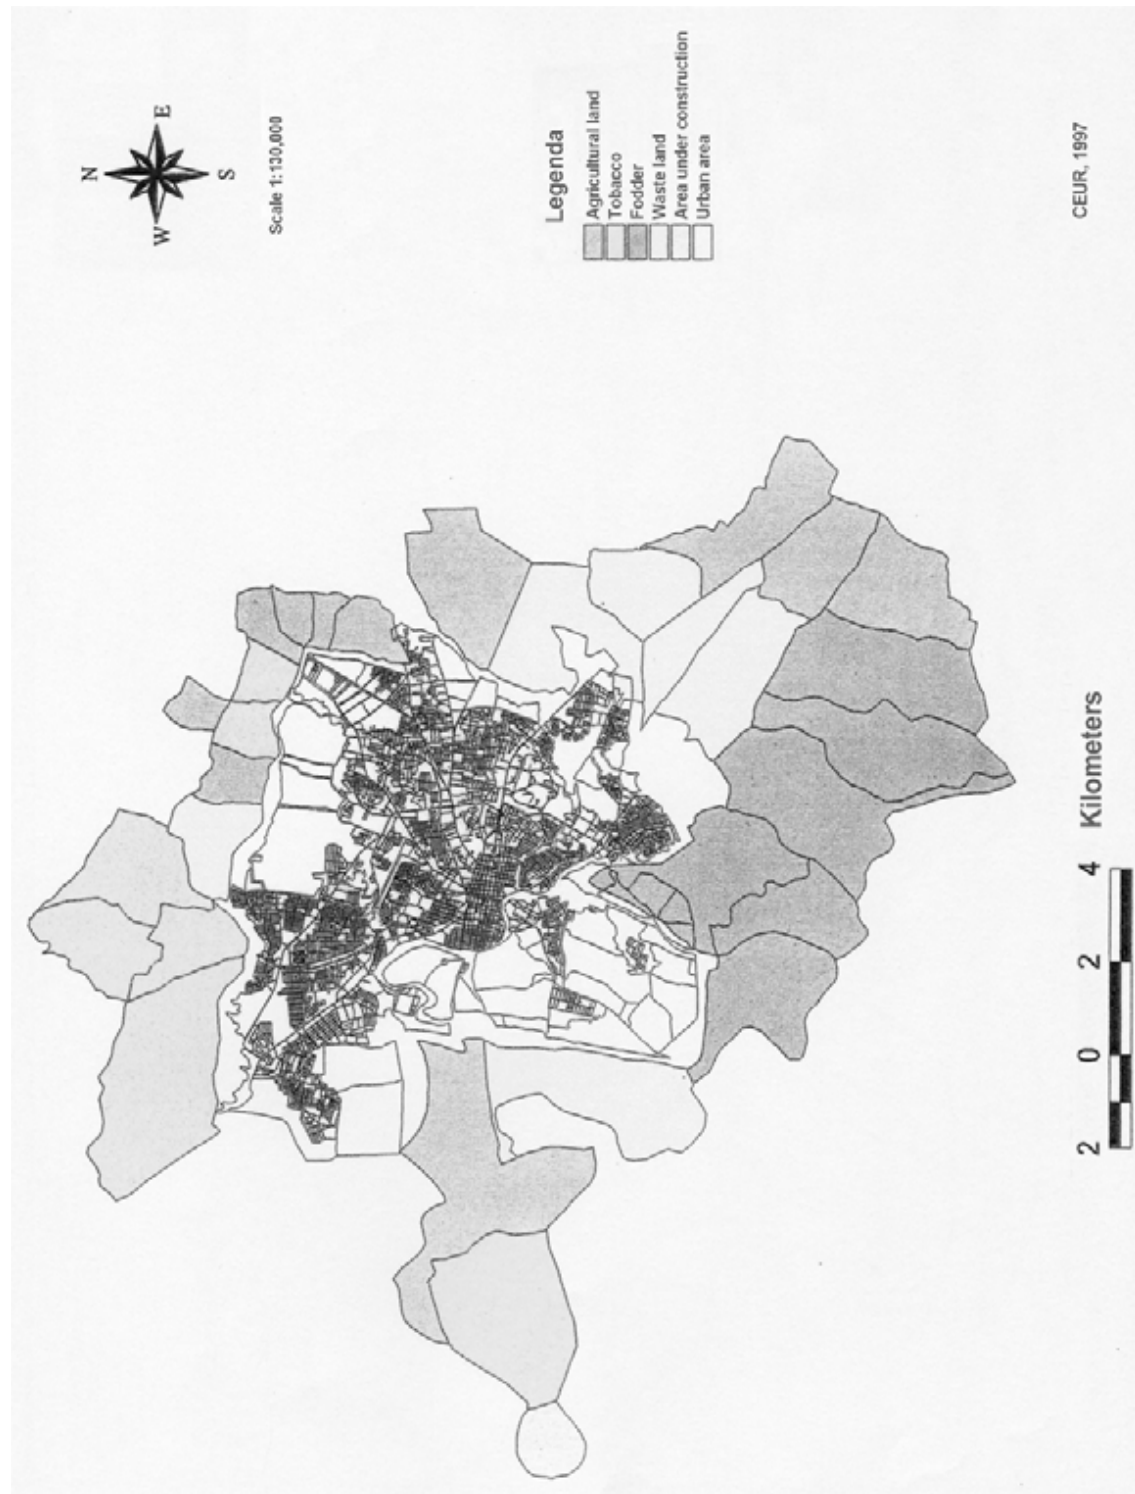 N
W E
S
Scale 1:130,000
Legenda
Agricultural land
Tobacco
Fodder
Waste land
Area under construction
Urban area
CEUR, 1997
2 0 2 4 Kilometers